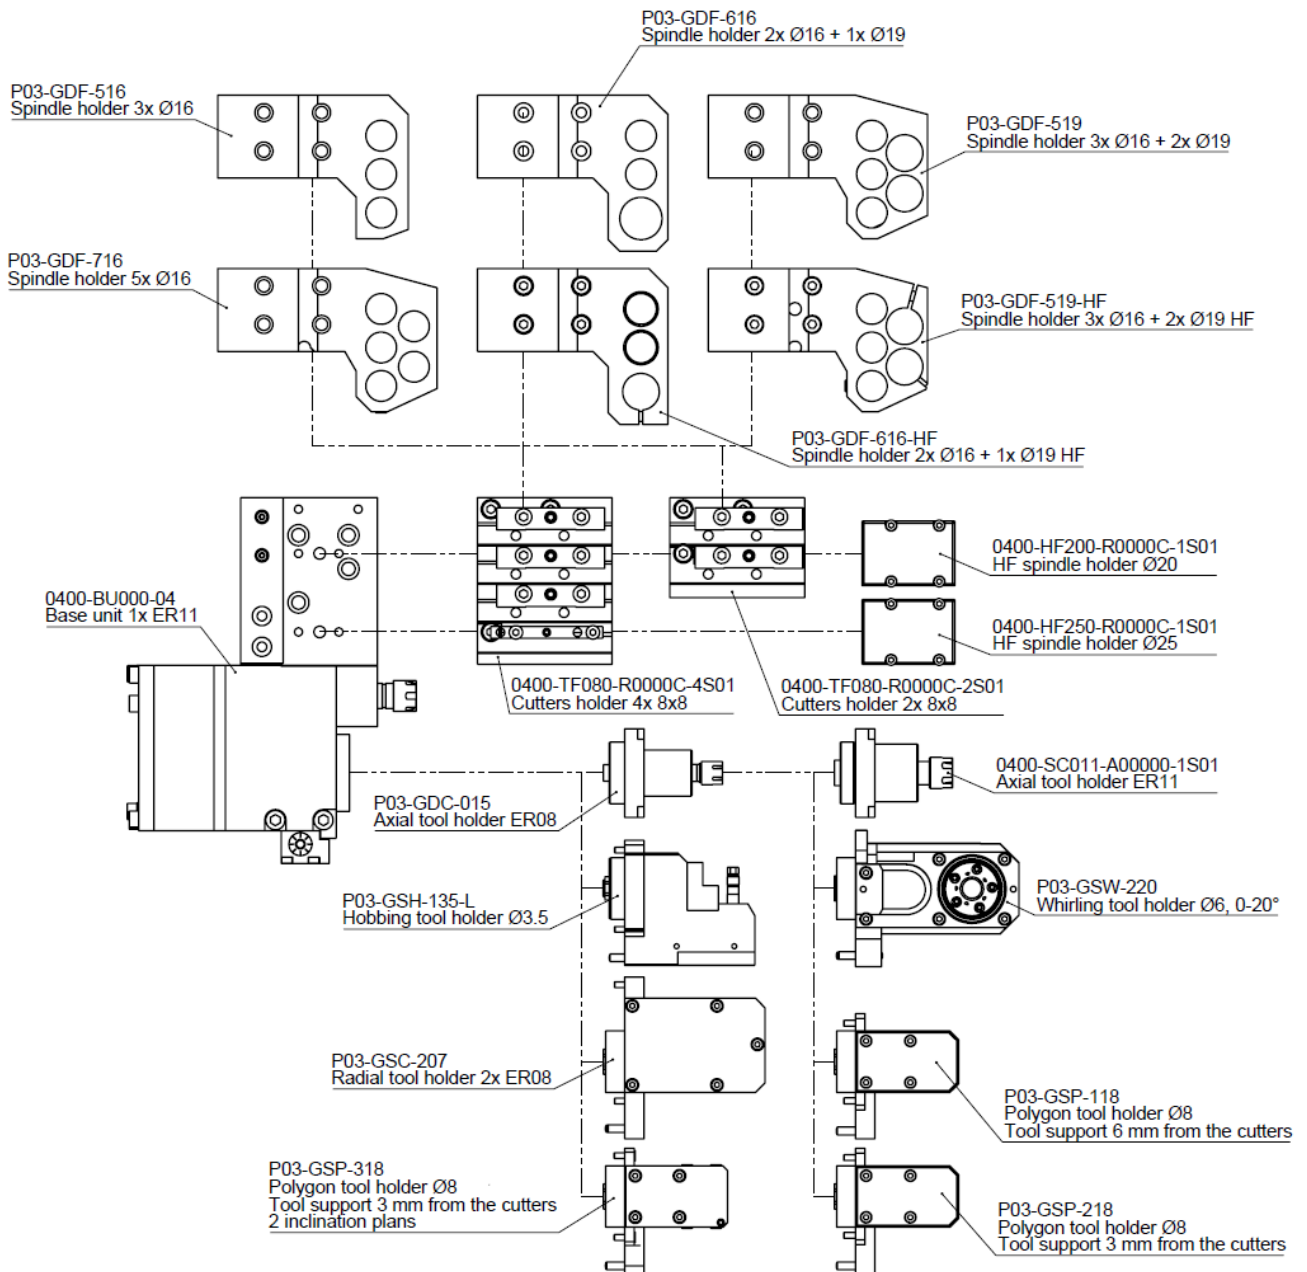 P03-GDF-616
Spindle holder 2x Ø16 + 1x Ø19
P03-GDF-516
Spindle holder 3x Ø16
P03-GDF-519
Spindle holder 3x Ø16 + 2x Ø19
P03-GDF-716
Spindle holder 5x Ø16
P03-GDF-519-HF
Spindle holder 3x Ø16 + 2x Ø19 HF
P03-GDF-616-HF
Spindle holder 2x Ø16 + 1x Ø19 HF
0400-HF200-R0000C-1S01
HF spindle holder Ø20
0400-BU000-04
Base unit 1x ER11
0400-HF250-R0000C-1S01
HF spindle holder Ø25
0400-TF080-R0000C-4S01
Cutters holder 4x 8x8
0400-TF080-R0000C-2S01
Cutters holder 2x 8x8
0400-SC011-A00000-1S01
Axial tool holder ER11
P03-GDC-015
Axial tool holder ER08
P03-GSH-135-L
Hobbing tool holder Ø3.5
P03-GSW-220
Whirling tool holder Ø6, 0-20°
P03-GSC-207
Radial tool holder 2x ER08
P03-GSP-118
Polygon tool holder Ø8
Tool support 6 mm from the cutters
P03-GSP-318
Polygon tool holder Ø8
Tool support 3 mm from the cutters
2 inclination plans
P03-GSP-218
Polygon tool holder Ø8
Tool support 3 mm from the cutters